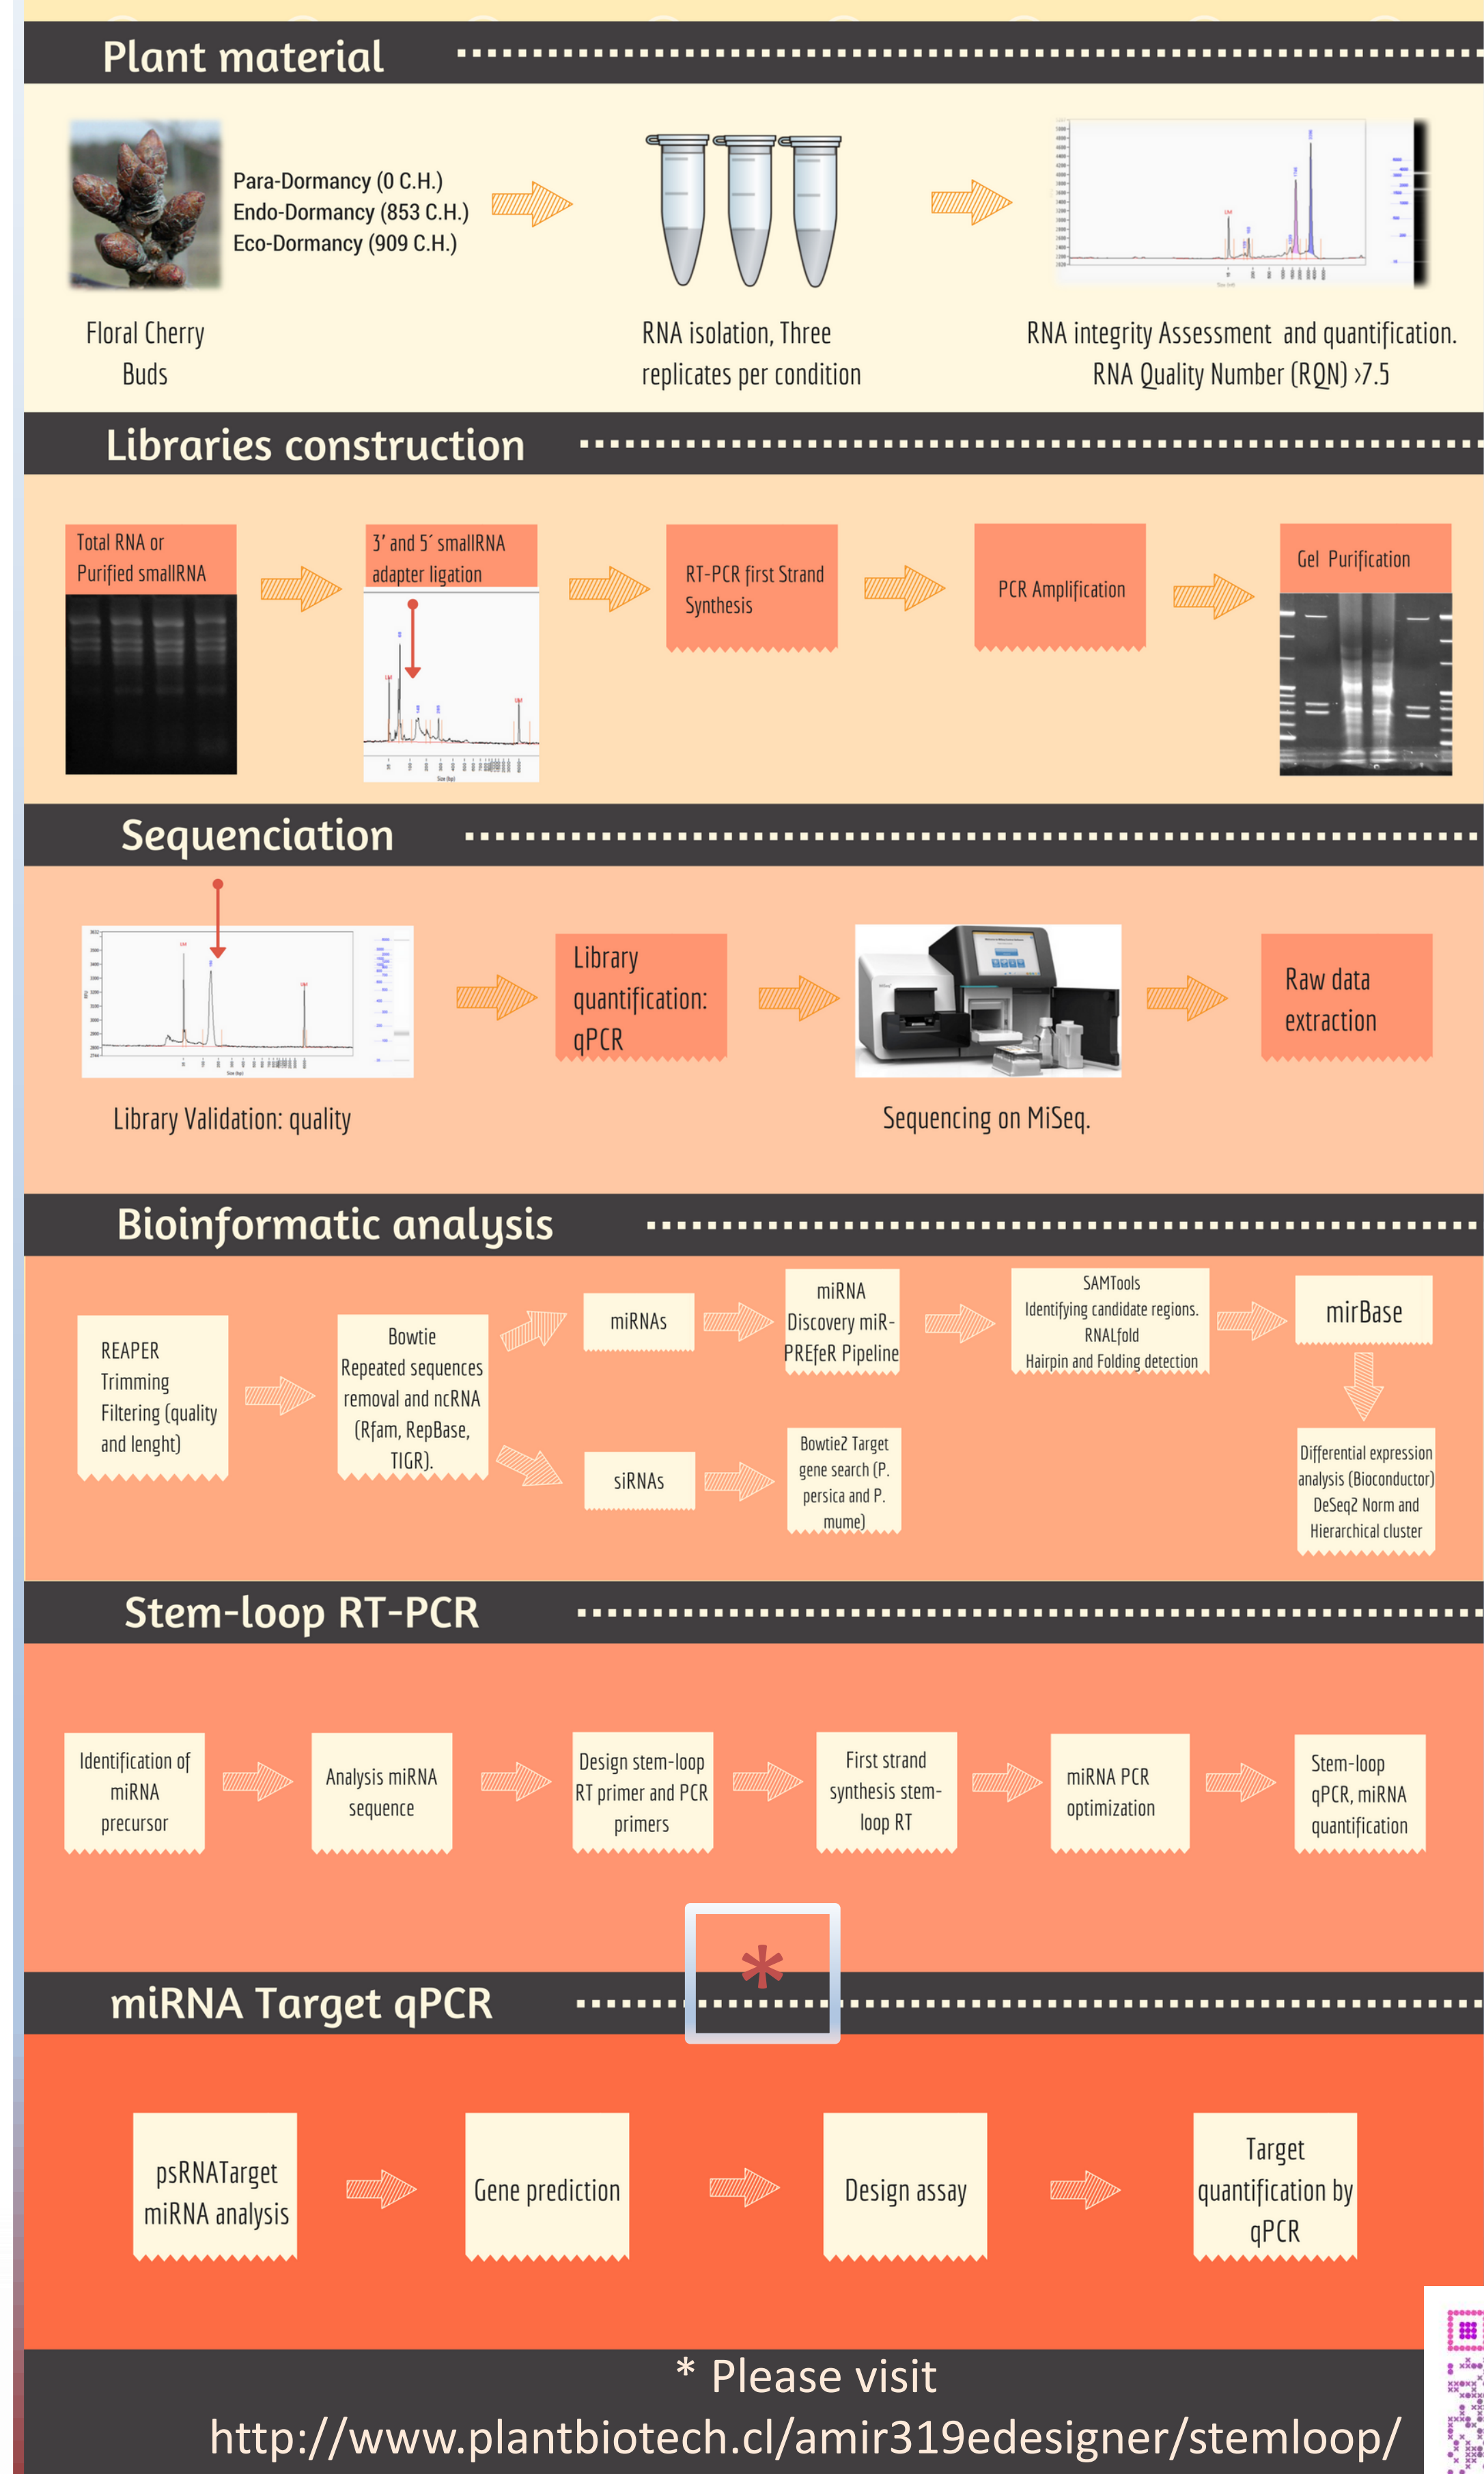 Plant material
Para-Dormancy (0 C.H.)
Endo-Dormancy (853 C.H.)
Eco-Dormancy (909 C.H.)
Floral Cherry
Buds
RNA isolation, Three
replicates per condition
RNA integrity Assessment and quantification.
RNA Quality Number (RQN) >7.5
Libraries construction
Total RNA or
Purified smallRNA
3' and 5´ smallRNA
adapter ligation
RT-PCR first Strand
Synthesis
PCR Amplification
Gel Purification
Size (bp)
Sequenciation
Size (bp)
Library Validation: quality
Library
quantification:
qPCR
Sequencing on MiSeq.
Raw data
extraction
Bioinformatic analysis
REAPER
Trimming
Filtering (quality
and lenght)
Bowtie
Repeated sequences
removal and ncRNA
(Rfam, RepBase,
TIGR).
miRNAs
miRNA
Discovery miR-
PREfeR Pipeline
SAMTools
Identifying candidate regions.
RNALfold
Hairpin and Folding detection
mirBase
siRNAs
Bowtie2 Target
gene search (P.
persica and P.
mume)
Differential expression
analysis (Bioconductor)
DeSeq2 Norm and
Hierarchical cluster
Stem-loop RT-PCR
Identification of
miRNA
precursor
Analysis miRNA
sequence
Design stem-loop
RT primer and PCR
primers
First strand
synthesis stem-
loop RT
miRNA PCR
optimization
Stem-loop
qPCR, miRNA
quantification
*
miRNA Target qPCR
psRNATarget
miRNA analysis
Gene prediction
Design assay
Target
quantification by
qPCR
* Please visit
http://www.plantbiotech.cl/amir319edesigner/stemloop/